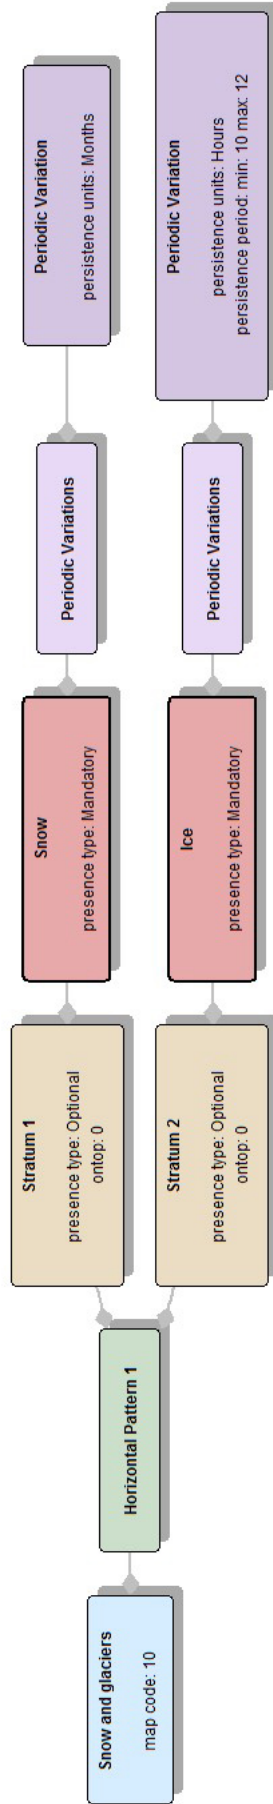 Snow and glaciers
map code: 10
Horizontal Pattern 1
Stratum 1
presence type: Optional
ontop: 0
Snow
presence type: Mandatory
Periodic Variations
Periodic Variation
persistence units: Months
Stratum 2
presence type: Optional
ontop: 0
Ice
presence type: Mandatory
Periodic Variations
Periodic Variation
persistence units: Hours
persistence period: min: 10 max: 12